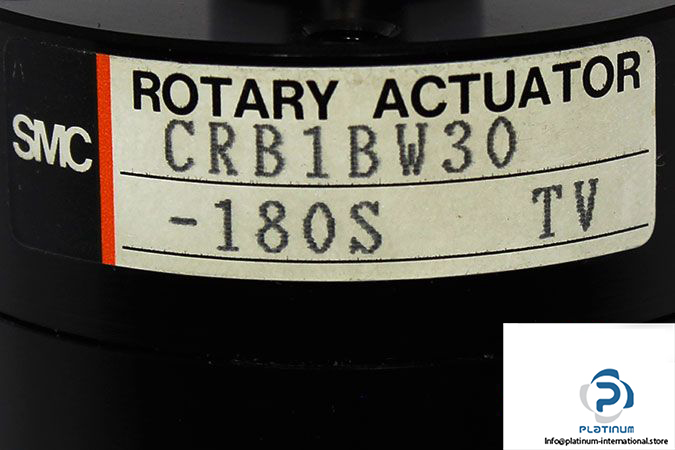 SMC
ROTARY ACTUATOR
CRB1BW30
-180S TV
PLATINUM
Info@platinum-international.store